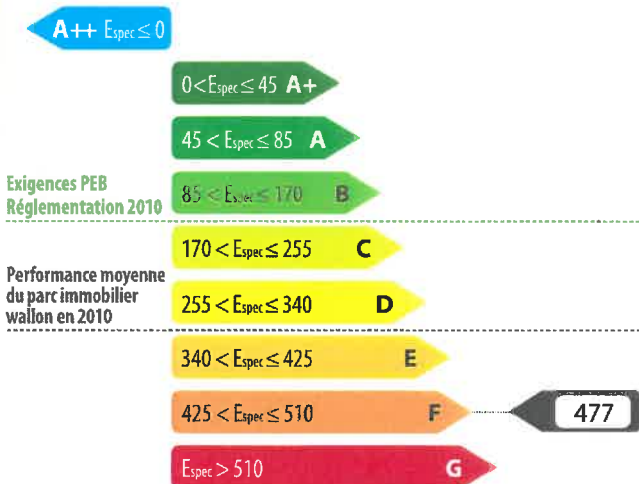 A++ Espec ≤ 0
0 < Espec ≤ 45 A+
45 < Espec ≤ 85 A
Exigences PEB
Réglementation 2010
85 < Espec ≤ 170 B
170 < Espec ≤ 255 C
Performance moyenne
du parc immobilier
wallon en 2010
255 < Espec ≤ 340 D
340 < Espec ≤ 425 E
425 < Espec ≤ 510 F
477
Espec > 510 G